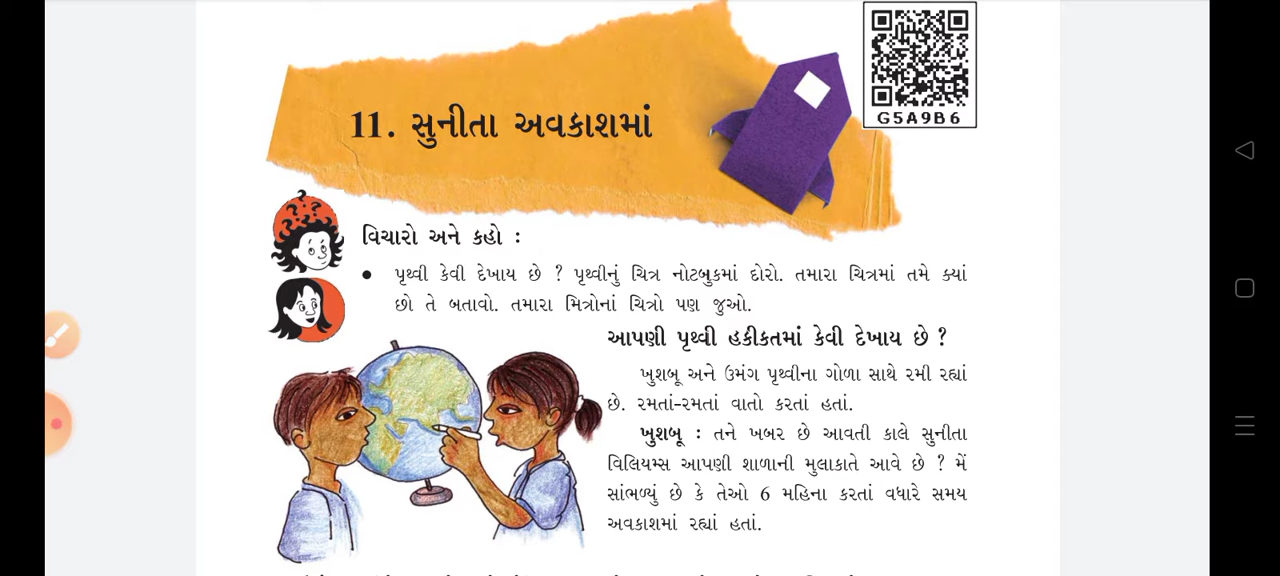 G5A9B6
11. સુનીતા અવકાશમાં
વિચારો અને કહો :
● પૃથ્વી કેવી દેખાય છે ? પૃથ્વીનું ચિત્ર નોટબુકમાં દોરો. તમારા ચિત્રમાં તમે ક્યાં
છો તે બતાવો. તમારા મિત્રોનાં ચિત્રો પણ જુઓ.
આપણી પૃથ્વી હકીકતમાં કેવી દેખાય છે ?
ખુશબૂ અને ઉમંગ પૃથ્વીના ગોળા સાથે રમી રહ્યાં
છે. રમતાં-રમતાં વાતો કરતાં હતાં.
ખુશબૂ : તને ખબર છે આવતી કાલે સુનીતા
વિલિયમ્સ આપણી શાળાની મુલાકાતે આવે છે ? મેં
સાંભળ્યું છે કે તેઓ 6 મહિના કરતાં વધારે સમય
અવકાશમાં રહ્યાં હતાં.